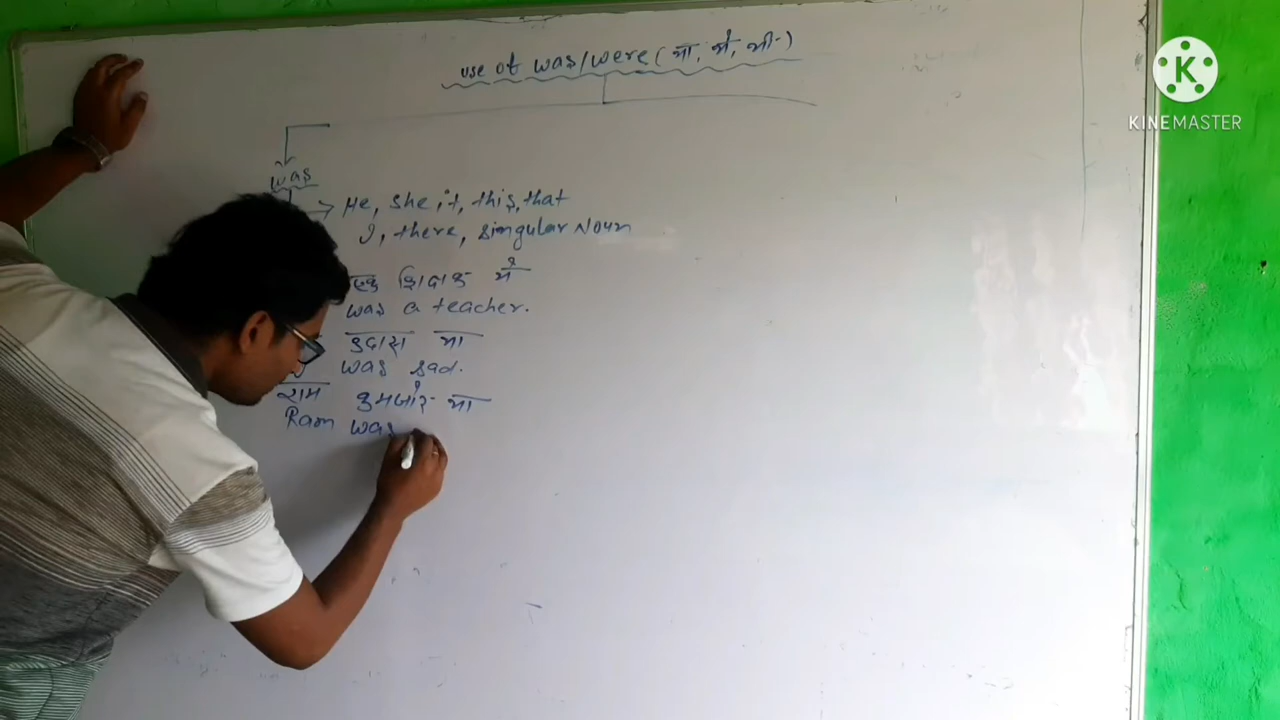 use of was/were (था, थे, थी)
was
He, she, it, this, that
I, there, singular Noun
एक शिक्षक थे
was a teacher.
उदास था
was sad.
राम कमजोर था
Ram was
KINEMASTER